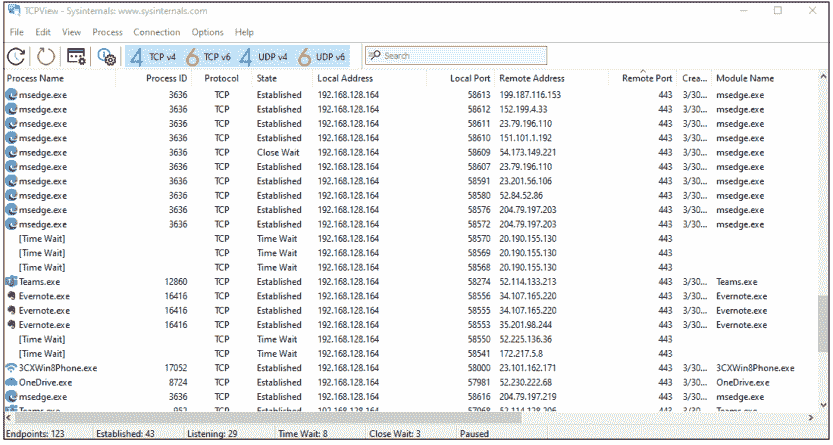 TCPView - Sysinternals: www.sysinternals.com
File Edit View Process Connection Options Help
4 TCP v4 6 TCP v6 4 UDP v4 6 UDP v6 Search
Process Name Process ID Protocol State Local Address Local Port Remote Address Remote Port Crea... Module Name
msedge.exe 3636 TCP Established 192.168.128.164 58613 199.187.116.153 443 3/30... msedge.exe
msedge.exe 3636 TCP Established 192.168.128.164 58612 152.199.4.33 443 3/30... msedge.exe
msedge.exe 3636 TCP Established 192.168.128.164 58611 23.79.196.110 443 3/30... msedge.exe
msedge.exe 3636 TCP Established 192.168.128.164 58610 151.101.1.192 443 3/30... msedge.exe
msedge.exe 3636 TCP Close Wait 192.168.128.164 58609 54.173.149.221 443 3/30... msedge.exe
msedge.exe 3636 TCP Established 192.168.128.164 58607 23.79.196.110 443 3/30... msedge.exe
msedge.exe 3636 TCP Established 192.168.128.164 58591 23.201.56.106 443 3/30... msedge.exe
msedge.exe 3636 TCP Established 192.168.128.164 58580 52.84.52.86 443 3/30... msedge.exe
msedge.exe 3636 TCP Established 192.168.128.164 58576 204.79.197.203 443 3/30... msedge.exe
msedge.exe 3636 TCP Established 192.168.128.164 58572 204.79.197.203 443 3/30... msedge.exe
[Time Wait] TCP Time Wait 192.168.128.164 58570 20.190.155.130 443
[Time Wait] TCP Time Wait 192.168.128.164 58569 20.190.155.130 443
[Time Wait] TCP Time Wait 192.168.128.164 58568 20.190.155.130 443
Teams.exe 12860 TCP Established 192.168.128.164 58274 52.114.133.213 443 3/30... Teams.exe
Evernote.exe 16416 TCP Established 192.168.128.164 58556 34.107.165.220 443 3/30... Evernote.exe
Evernote.exe 16416 TCP Established 192.168.128.164 58555 34.107.165.220 443 3/30... Evernote.exe
Evernote.exe 16416 TCP Established 192.168.128.164 58553 35.201.98.244 443 3/30... Evernote.exe
[Time Wait] TCP Time Wait 192.168.128.164 58550 52.225.136.36 443
[Time Wait] TCP Time Wait 192.168.128.164 58541 172.217.5.8 443
3CXWin8Phone.exe 17052 TCP Established 192.168.128.164 58000 23.101.162.171 443 3/30... 3CXWin8Phone.exe
OneDrive.exe 8724 TCP Established 192.168.128.164 57981 52.230.222.68 443 3/30... OneDrive.exe
msedge.exe 3636 TCP Established 192.168.128.164 58616 204.79.197.219 443 3/30... msedge.exe
Teams.exe 952 TCP Established 192.168.128.164 57068 52.114.128.206 443 3/30 Teams.exe
Endpoints: 123 Established: 43 Listening: 29 Time Wait: 8 Close Wait: 3 Paused